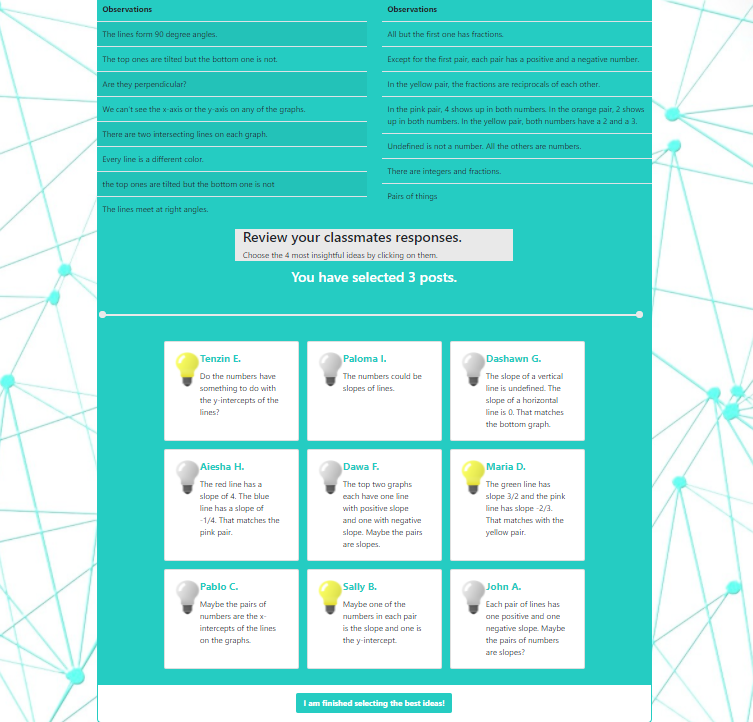 Observations
The lines form 90 degree angles.
The top ones are tilted but the bottom one is not.
Are they perpendicular?
We can't see the x-axis or the y-axis on any of the graphs.
There are two intersecting lines on each graph.
Every line is a different color.
the top ones are tilted but the bottom one is not
The lines meet at right angles.
Observations
All but the first one has fractions.
Except for the first pair, each pair has a positive and a negative number.
In the yellow pair, the fractions are reciprocals of each other.
In the pink pair, 4 shows up in both numbers. In the orange pair, 2 shows
up in both numbers. In the yellow pair, both numbers have a 2 and a 3.
Undefined is not a number. All the others are numbers.
There are integers and fractions.
Pairs of things
Review your classmates responses.
Choose the 4 most insightful ideas by clicking on them.
You have selected 3 posts.
Tenzin E.
Do the numbers have
something to do with
the y-intercepts of the
lines?
Paloma I.
The numbers could be
slopes of lines.
Dashawn G.
The slope of a vertical
line is undefined. The
slope of a horizontal
line is 0. That matches
the bottom graph.
Aiesha H.
The red line has a
slope of 4. The blue
line has a slope of
-1/4. That matches the
pink pair.
Dawa F.
The top two graphs
each have one line
with positive slope
and one with negative
slope. Maybe the pairs
are slopes.
Maria D.
The green line has
slope 3/2 and the pink
line has slope -2/3.
That matches with the
yellow pair.
Pablo C.
Maybe the pairs of
numbers are the x-
intercepts of the lines
on the graphs.
Sally B.
Maybe one of the
numbers in each pair
is the slope and one is
the y-intercept.
John A.
Each pair of lines has
one positive and one
negative slope. Maybe
the pairs of numbers
are slopes?
I am finished selecting the best ideas!